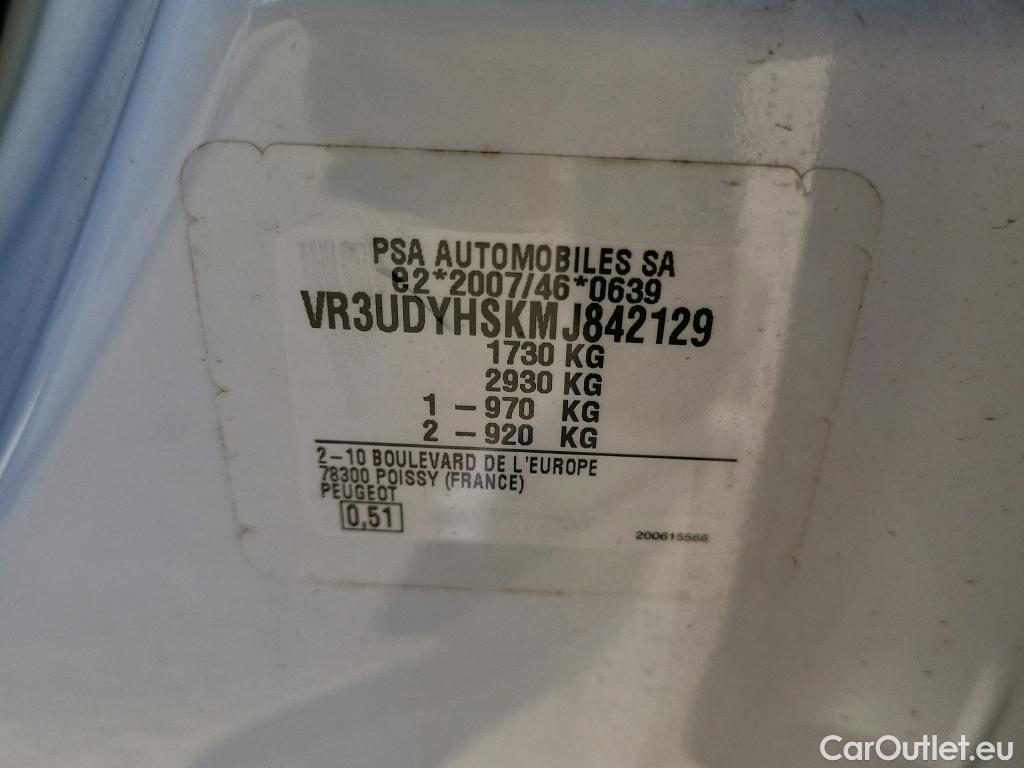 PSA AUTOMOBILES SA
e2*2007/46*0639
VR3UDYHSKMJ842129
1730 KG
2930 KG
1 – 970 KG
2 – 920 KG
2–10 BOULEVARD DE L'EUROPE
78300 POISSY (FRANCE)
PEUGEOT
0,51
200615566
CarOutlet.eu